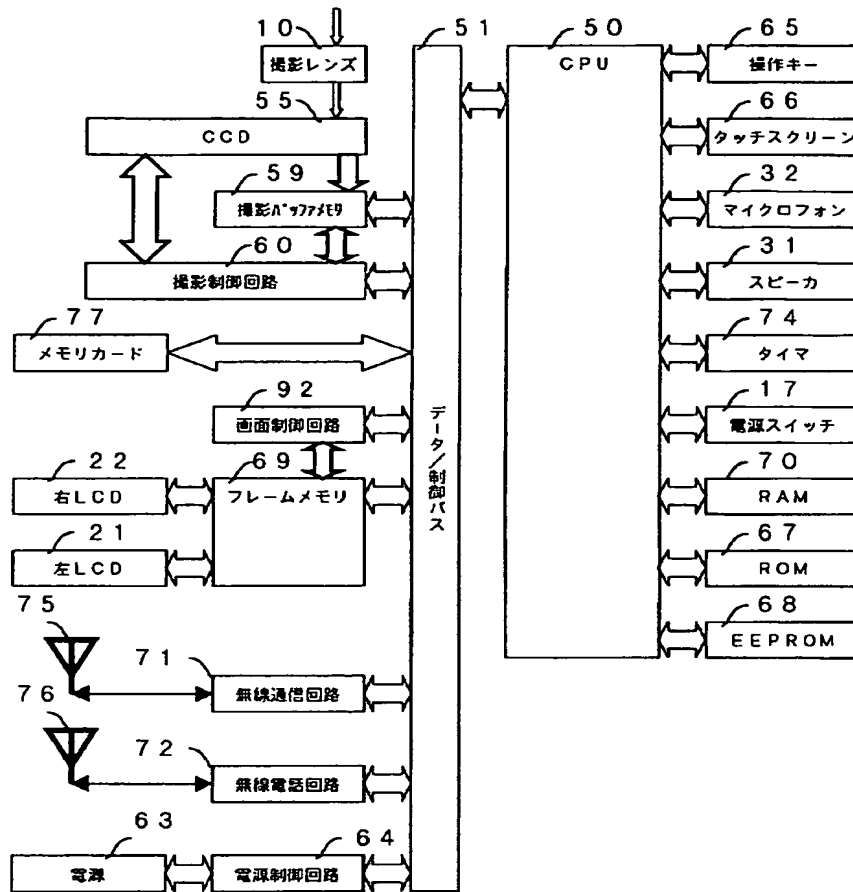 10
撮影レンズ
55
CCD
59
撮影バッファメモリ
60
撮影制御回路
77
メモリカード
92
画面制御回路
22
右LCD
69
フレームメモリ
21
左LCD
75
71
無線通信回路
76
72
無線電話回路
63
電源
64
電源制御回路
51
データ/制御バス
50
CPU
65
操作キー
66
タッチスクリーン
32
マイクロフォン
31
スピーカ
74
タイマ
17
電源スイッチ
70
RAM
67
ROM
68
EEPROM